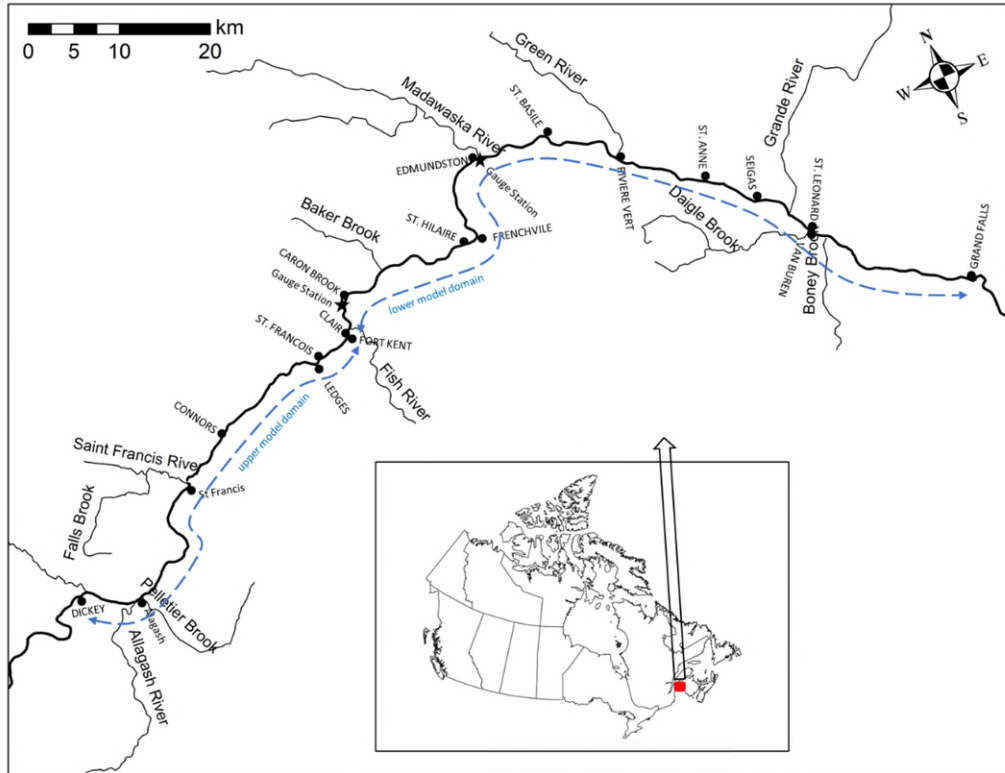 km
0 5 10 20
N
E
W
S
Green River
Madawaska River
Grande River
ST. BASILE
EDMUNDSTON
Gauge Station
ST. ANNE
SEIGAS
ST. LEONARD
RIVIERE VERT
Daigle Brook
Baker Brook
ST. HILAIRE
FRENCHVILE
VAN BUREN
Boney Brook
GRAND FALLS
CARON BROOK
Gauge Station
lower model domain
CLAIR
FORT KENT
ST. FRANCOIS
LEDGES
Fish River
CONNORS
upper model domain
Saint Francis River
St Francis
Falls Brook
Pelletier Brook
DICKEY
Alagash
Allagash River